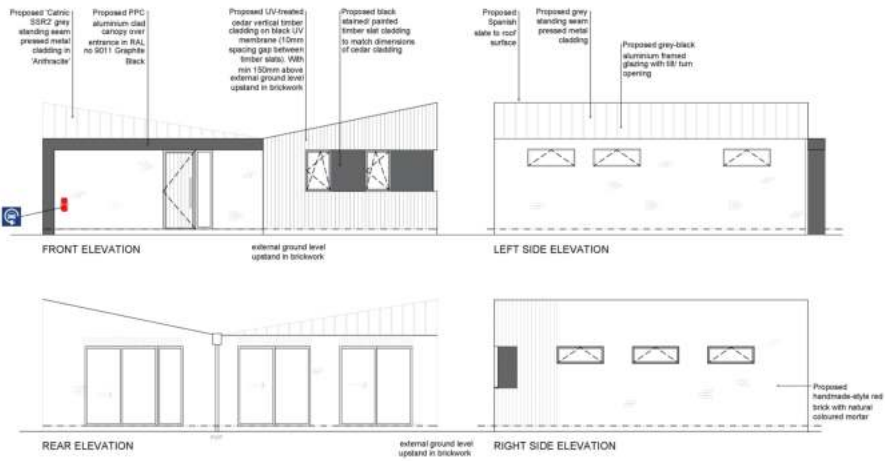 Proposed 'Catnic
SSR2' grey
standing seam
pressed metal
cladding in
'Anthracite'
Proposed PPC
aluminium clad
canopy over
entrance in RAL
no 9011 Graphite
Black
Proposed UV-treated
cedar vertical timber
cladding on black UV
membrane (10mm
spacing gap between
timber slats). With
min 150mm above
external ground level
upstand in brickwork
Proposed black
stained/ painted
timber slat cladding
to match dimensions
of cedar cladding
Proposed
Spanish
slate to roof
surface
Proposed grey
standing seam
pressed metal
cladding
Proposed grey-black
aluminium framed
glazing with tilt/ turn
opening
FRONT ELEVATION
external ground level
upstand in brickwork
LEFT SIDE ELEVATION
Proposed
handmade-style red
brick with natural
coloured mortar
REAR ELEVATION
external ground level
upstand in brickwork
RIGHT SIDE ELEVATION